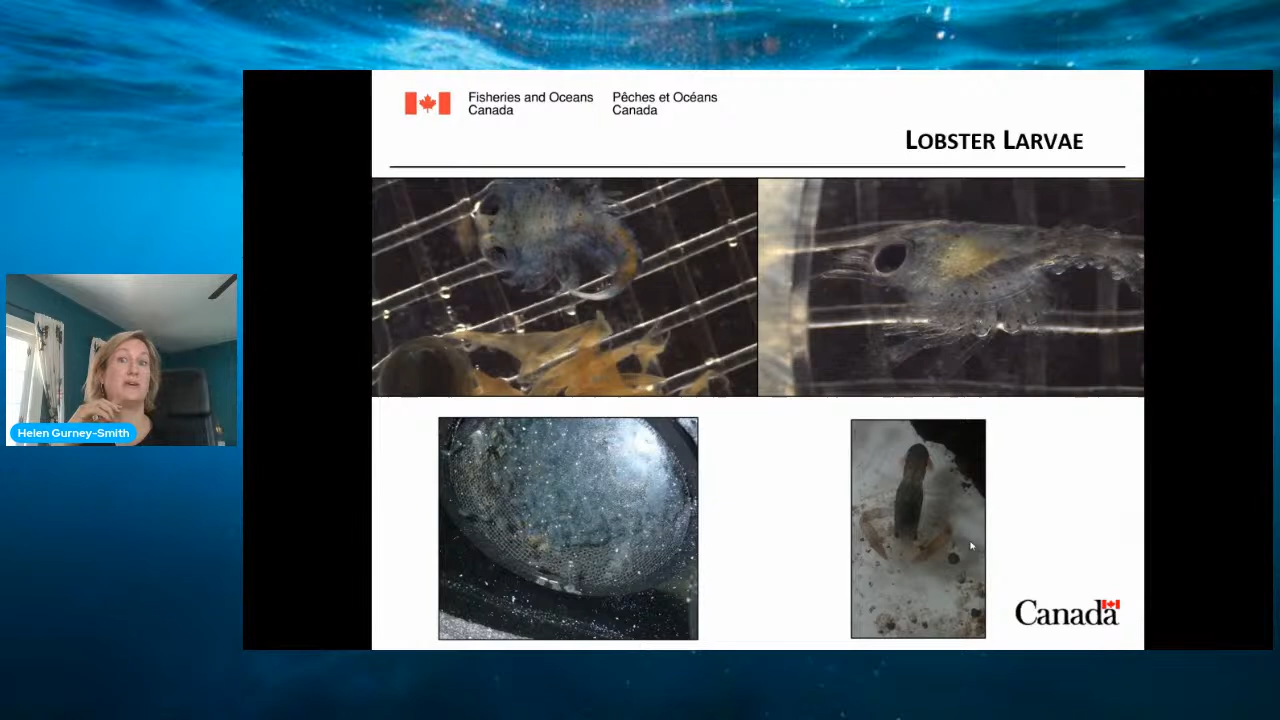 Fisheries and Oceans
Canada
Pêches et Océans
Canada
LOBSTER LARVAE
Helen Gurney-Smith
Canada